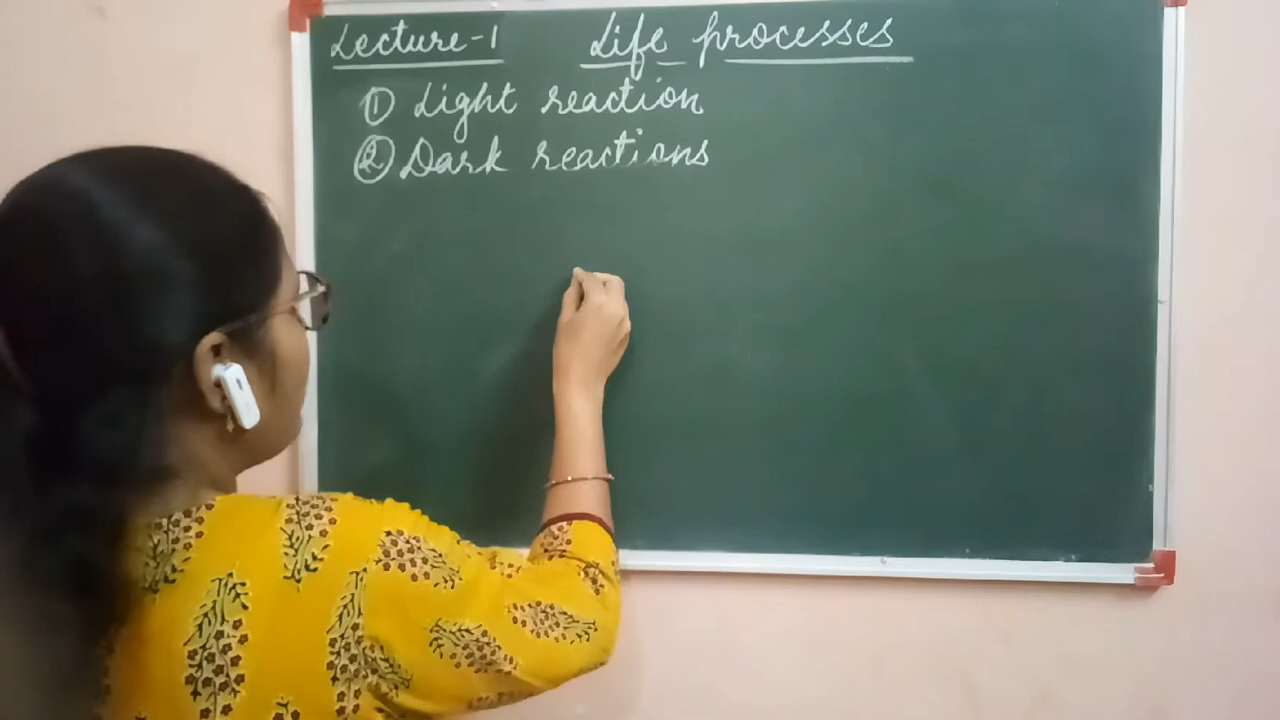 Lecture-1 Life processes
① Light reaction
② Dark reactions